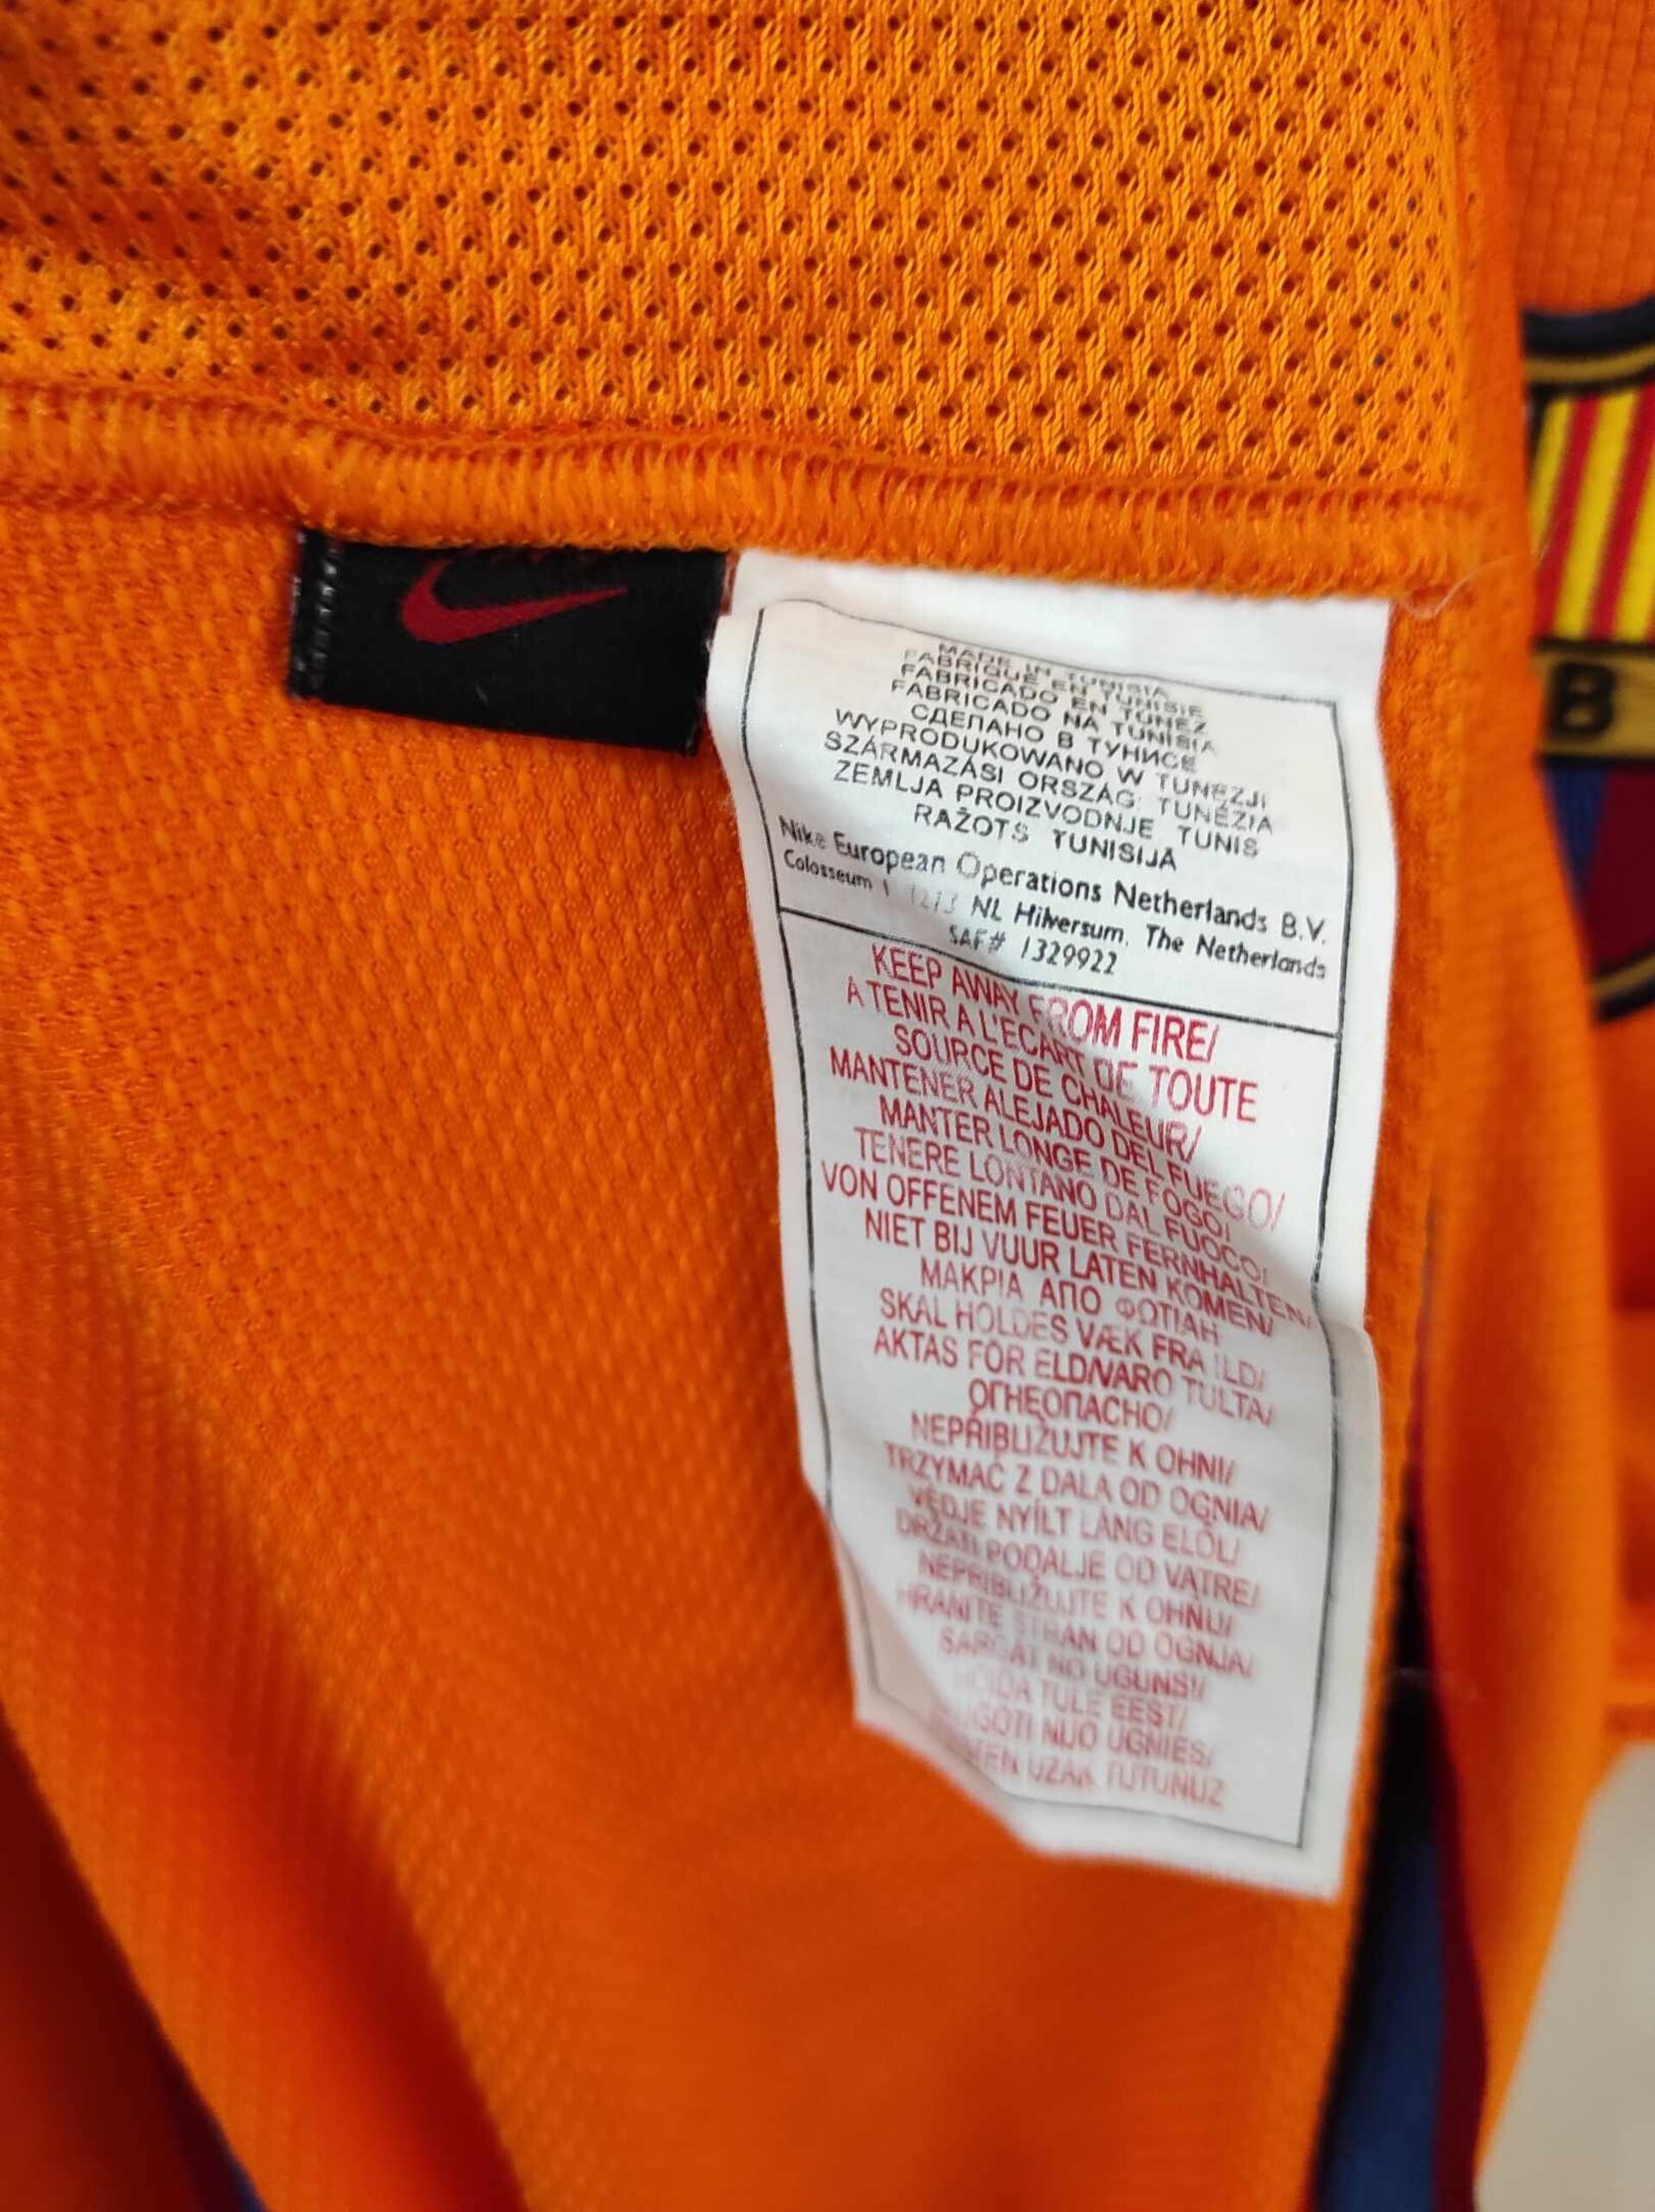 MADE IN TUNISIA
FABRIQUÉ EN TUNISIE
FABRICADO EN TÚNEZ
FABRICADO NA TUNÍSIA
СДЕЛАНО В ТУНИСЕ
WYPRODUKOWANO W TUNEZJI
SZÁRMAZÁSI ORSZÁG: TUNÉZIA
ZEMLJA PROIZVODNJE TUNIS
RAŽOTS TUNISIJĀ
Nike European Operations Netherlands B.V.
Colosseum 1 1213 NL Hilversum, The Netherlands
SAF# 1329922
KEEP AWAY FROM FIRE/
A TENIR A L'ECART DE TOUTE
SOURCE DE CHALEUR/
MANTENER ALEJADO DEL FUEGO/
MANTER LONGE DE FOGO/
TENERE LONTANO DAL FUOCO/
VON OFFENEM FEUER FERNHALTEN/
NIET BIJ VUUR LATEN KOMEN/
ΜΑΚΡΙΑ ΑΠΟ ΦΩΤΙΑΗ
SKAL HOLDES VÆK FRA ILD/
AKTAS FÖR ELD/VARO TULTA/
ОГНЕОПАСНО/
NEPŘIBLIŽUJTE K OHNI/
TRZYMAĆ Z DALA OD OGNIA/
VÉDJE NYÍLT LÁNG ELŐL/
DRŽATI PODALJE OD VATRE/
NEPRIBLIŽUJTE K OHŇU/
HRANITE STRAN OD OGNJA/
SARGĀT NO UGUNS!/
HOIDA TULE EEST/
NUO UGNIES/
UZAK TUTUNUZ
B